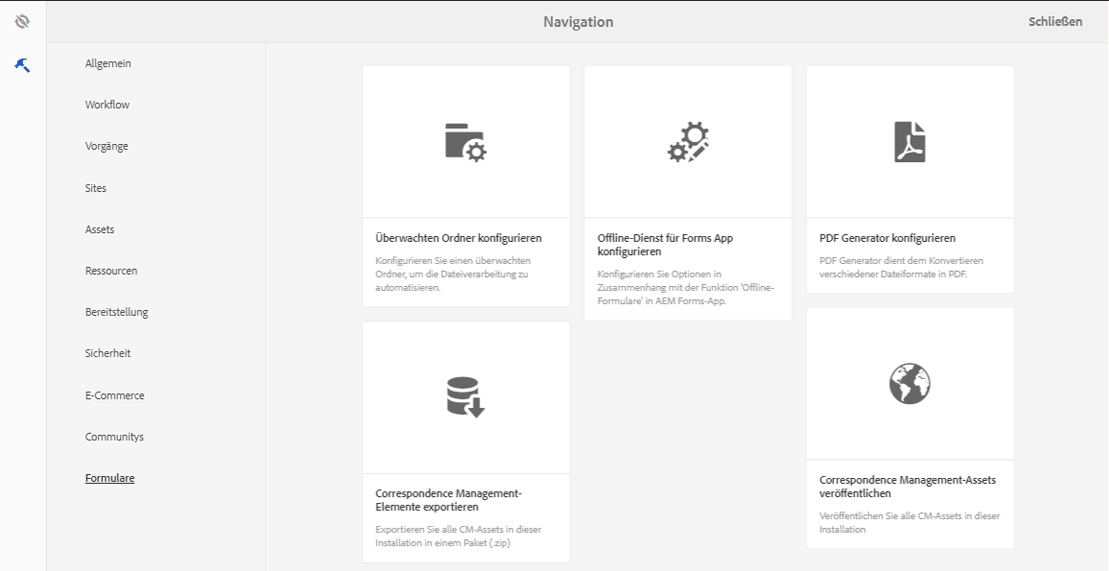 Navigation
Schließen
Allgemein
Workflow
Vorgänge
Sites
Assets
Ressourcen
Bereitstellung
Sicherheit
E-Commerce
Communitys
Formulare
Überwachten Ordner konfigurieren
Konfigurieren Sie einen überwachten
Ordner, um die Dateiverarbeitung zu
automatisieren.
Offline-Dienst für Forms App
konfigurieren
Konfigurieren Sie Optionen in
Zusammenhang mit der Funktion 'Offline-
Formulare' in AEM Forms-App.
PDF Generator konfigurieren
PDF Generator dient dem Konvertieren
verschiedener Dateiformate in PDF.
Correspondence Management-
Elemente exportieren
Exportieren Sie alle CM-Assets in dieser
Installation in einem Paket (.zip)
Correspondence Management-Assets
veröffentlichen
Veröffentlichen Sie alle CM-Assets in dieser
Installation